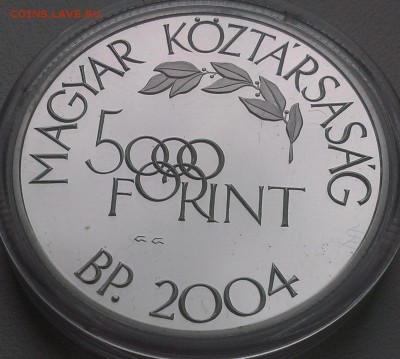 COINS.LAVE.RU
MAGYAR KÖZTÁRSASÁG
5000
FORINT
BP. 2004